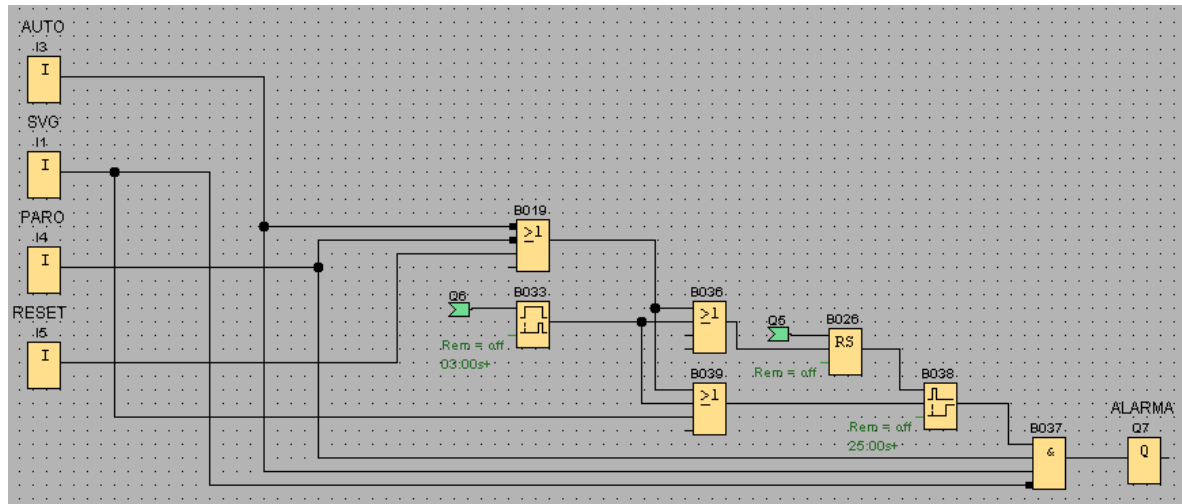 AUTO
I3
I
SVG
I1
I
PARO
I4
I
RESET
I5
I
B019
≥1
Q6
B033
Rem = off
03:00s+
B036
≥1
Q5
B026
RS
Rem = off
B039
≥1
B038
Rem = off
25:00s+
B037
&
ALARMA
Q7
Q